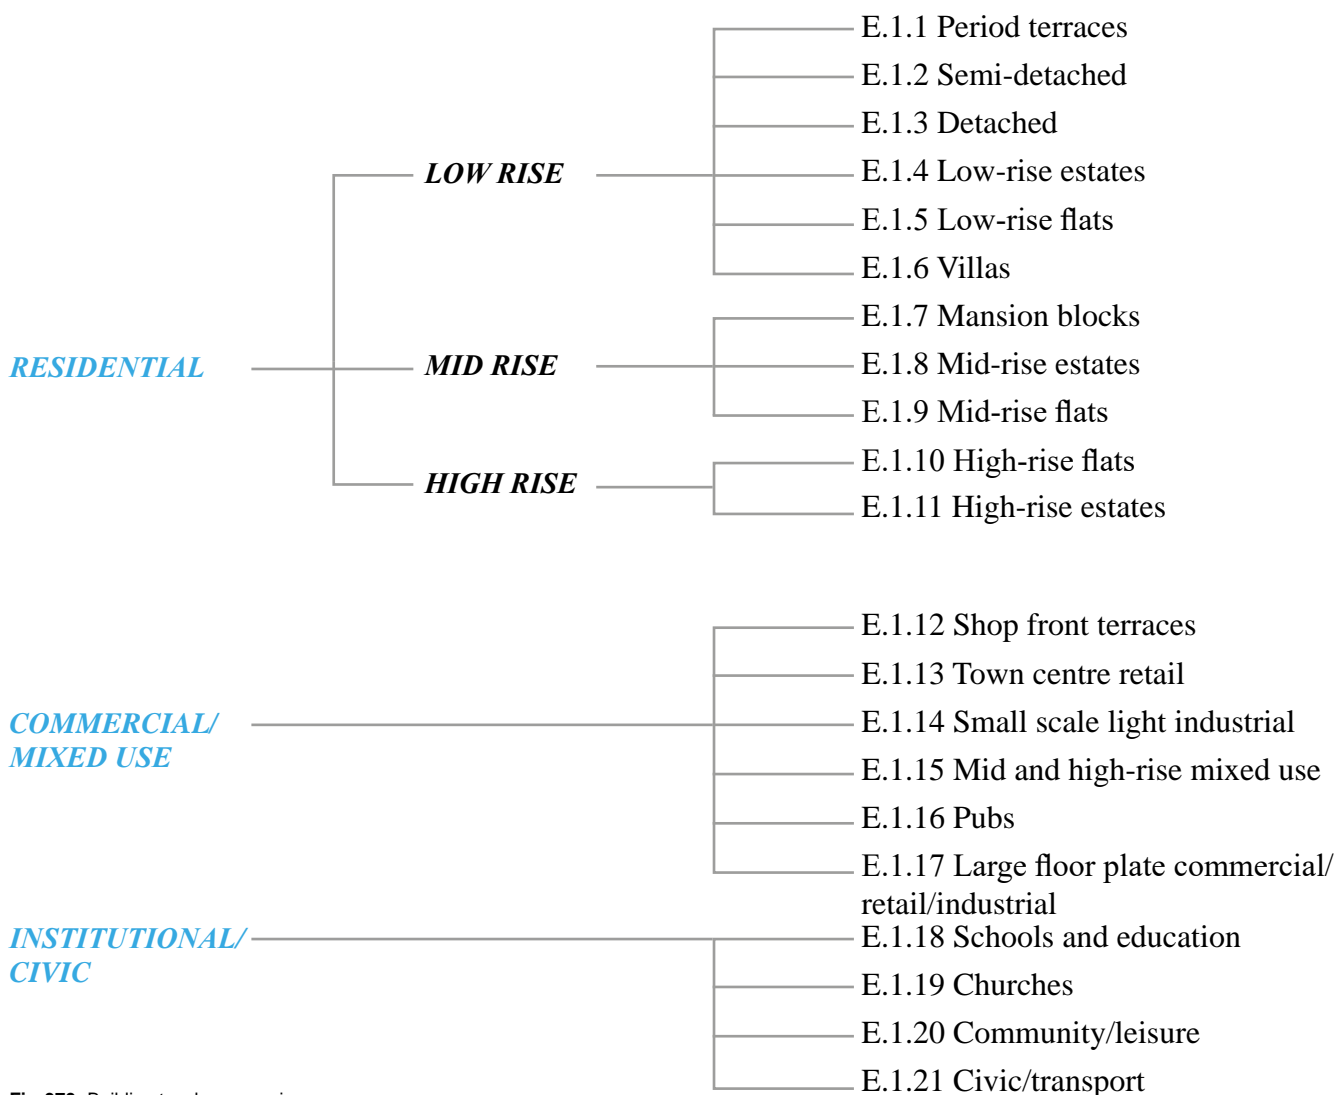 E.1.1 Period terraces
E.1.2 Semi-detached
E.1.3 Detached
LOW RISE
E.1.4 Low-rise estates
E.1.5 Low-rise flats
E.1.6 Villas
E.1.7 Mansion blocks
RESIDENTIAL
MID RISE
E.1.8 Mid-rise estates
E.1.9 Mid-rise flats
E.1.10 High-rise flats
HIGH RISE
E.1.11 High-rise estates
E.1.12 Shop front terraces
E.1.13 Town centre retail
COMMERCIAL/
MIXED USE
E.1.14 Small scale light industrial
E.1.15 Mid and high-rise mixed use
E.1.16 Pubs
E.1.17 Large floor plate commercial/
retail/industrial
INSTITUTIONAL/
CIVIC
E.1.18 Schools and education
E.1.19 Churches
E.1.20 Community/leisure
E.1.21 Civic/transport